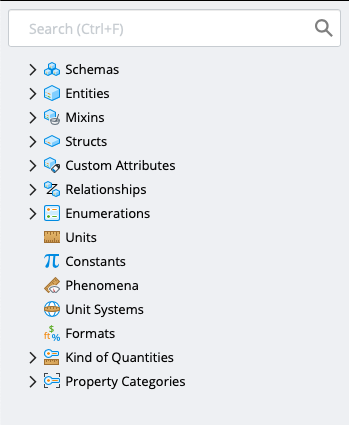 Search (Ctrl+F)
Schemas
Entities
Mixins
Structs
Custom Attributes
Relationships
Enumerations
Units
Constants
Phenomena
Unit Systems
Formats
Kind of Quantities
Property Categories